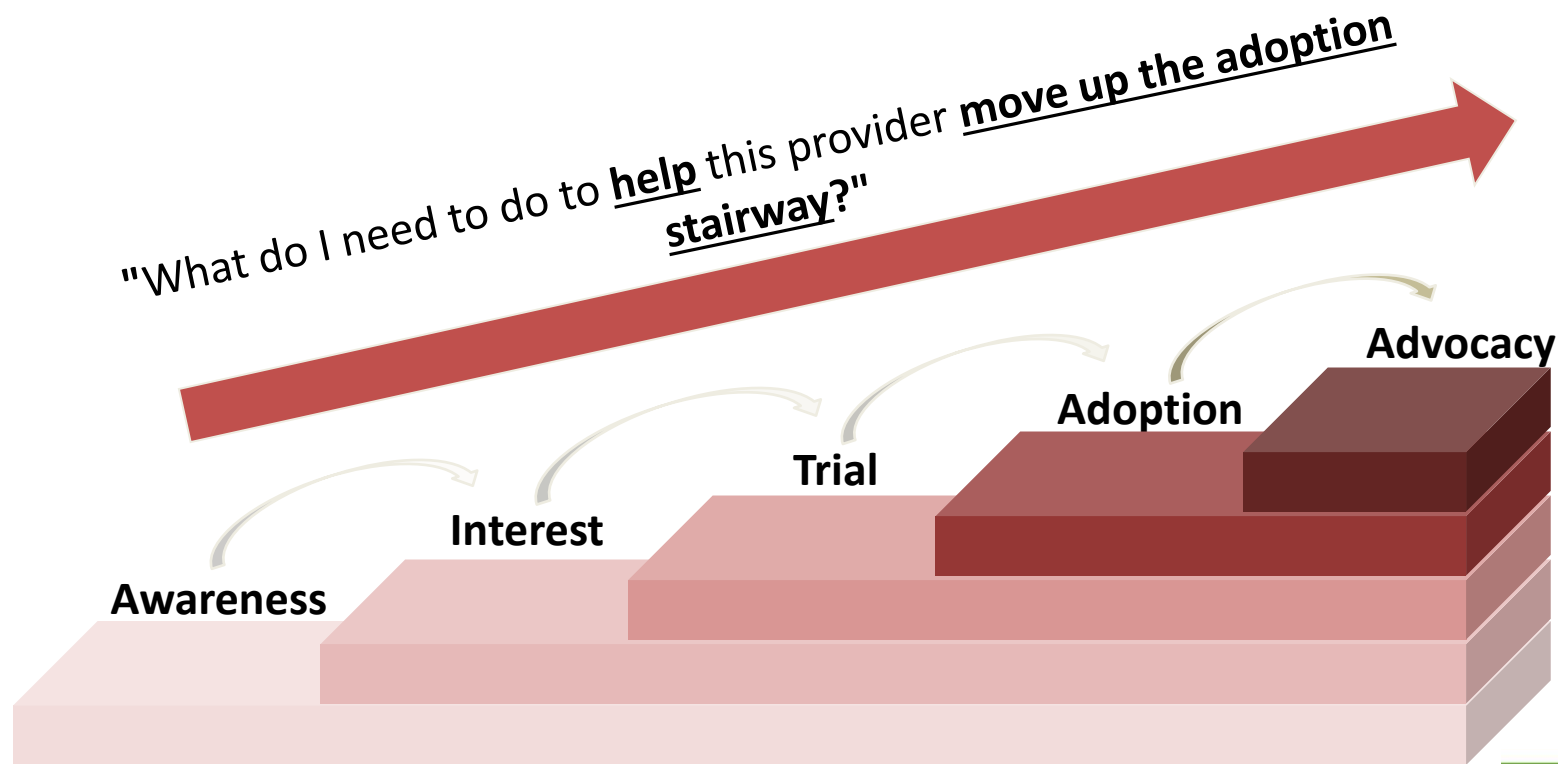 "What do I need to do to help this provider move up the adoption
stairway?"
Advocacy
Adoption
Trial
Interest
Awareness